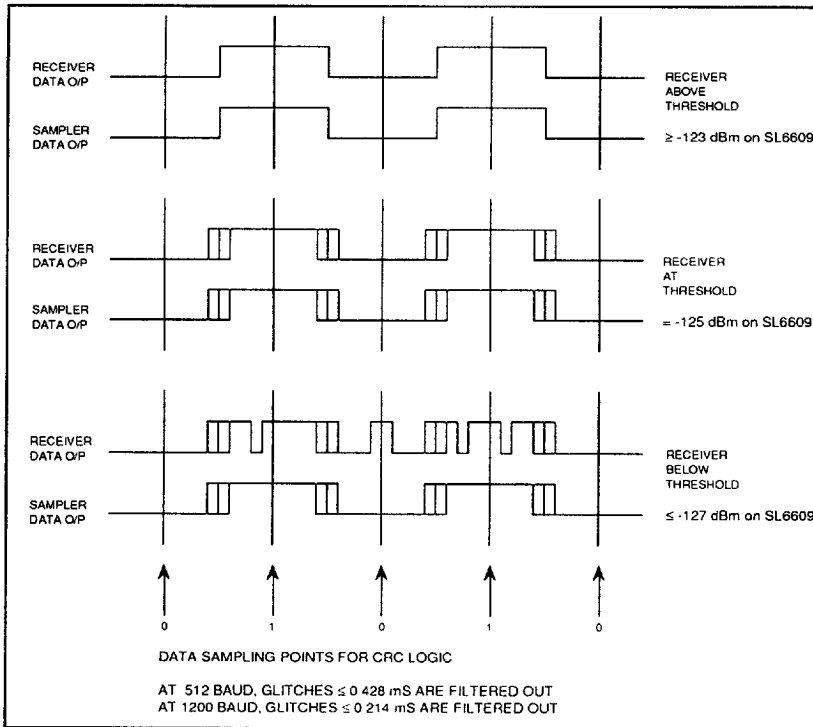 RECEIVER
DATA O/P
RECEIVER
ABOVE
THRESHOLD
SAMPLER
DATA O/P
≥ -123 dBm on SL6609
RECEIVER
DATA O/P
RECEIVER
AT
THRESHOLD
SAMPLER
DATA O/P
= -125 dBm on SL6609
RECEIVER
DATA O/P
RECEIVER
BELOW
THRESHOLD
SAMPLER
DATA O/P
≤ -127 dBm on SL6609
0 1 0 1 0
DATA SAMPLING POINTS FOR CRC LOGIC
AT 512 BAUD, GLITCHES ≤ 0 428 mS ARE FILTERED OUT
AT 1200 BAUD, GLITCHES ≤ 0 214 mS ARE FILTERED OUT